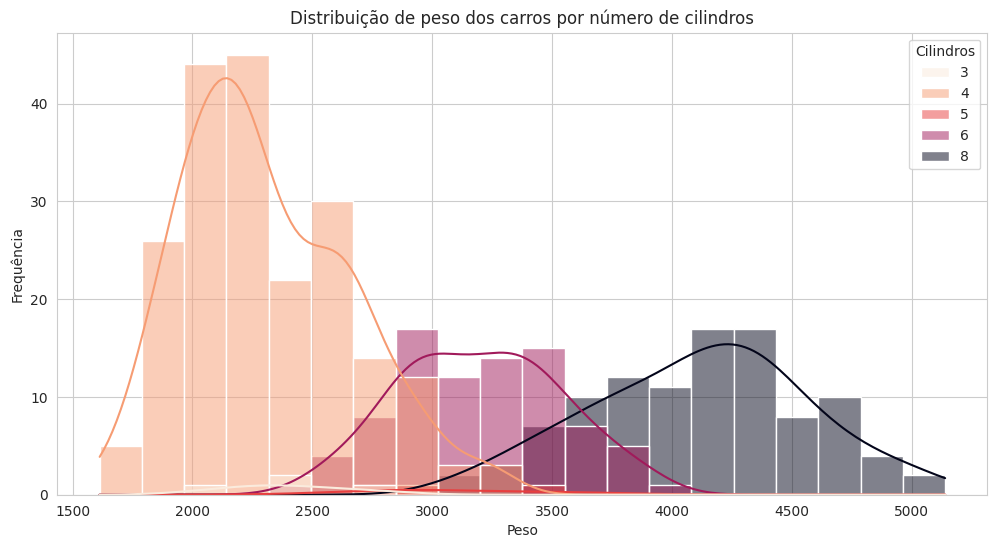 Distribuição de peso dos carros por número de cilindros
Cilindros
3
4
5
6
8
Frequência
40
30
20
10
0
1500 2000 2500 3000 3500 4000 4500 5000
Peso